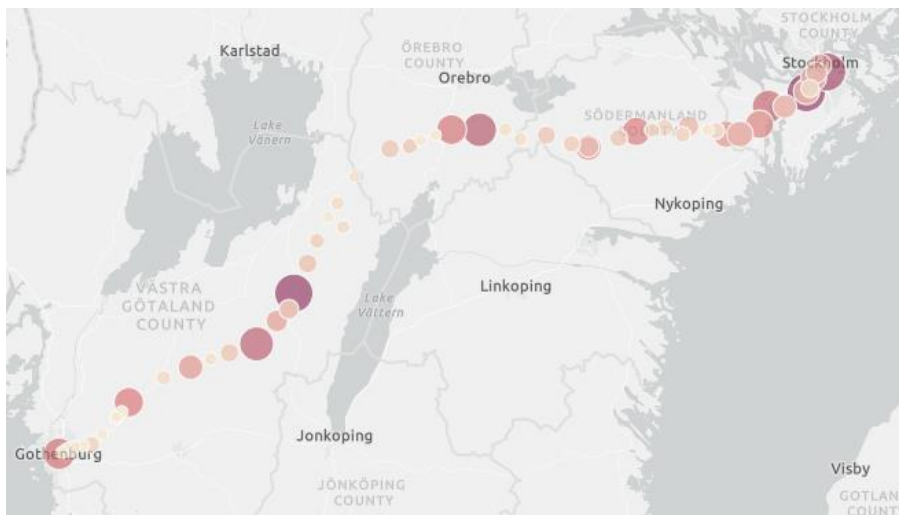 STOCKHOLM
COUNTY
Karlstad
ÖREBRO
COUNTY
Orebro
Stockholm
Lake
Vänern
SÖDERMANLAND
Nykoping
VÄSTRA
GÖTALAND
COUNTY
Lake
Vättern
Linkoping
Jonkoping
Gothenburg
JÖNKÖPING
COUNTY
Visby
GOTLAN
COUNT